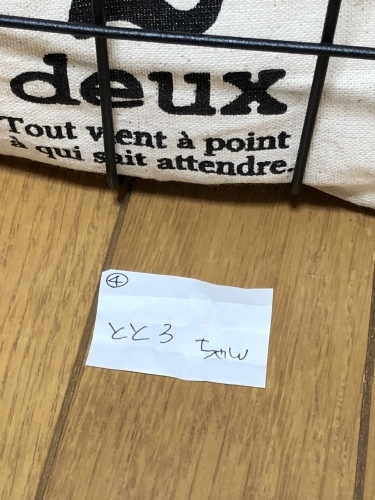 deux
Tout vient à point
à qui sait attendre.
④
ととろ ちゃん